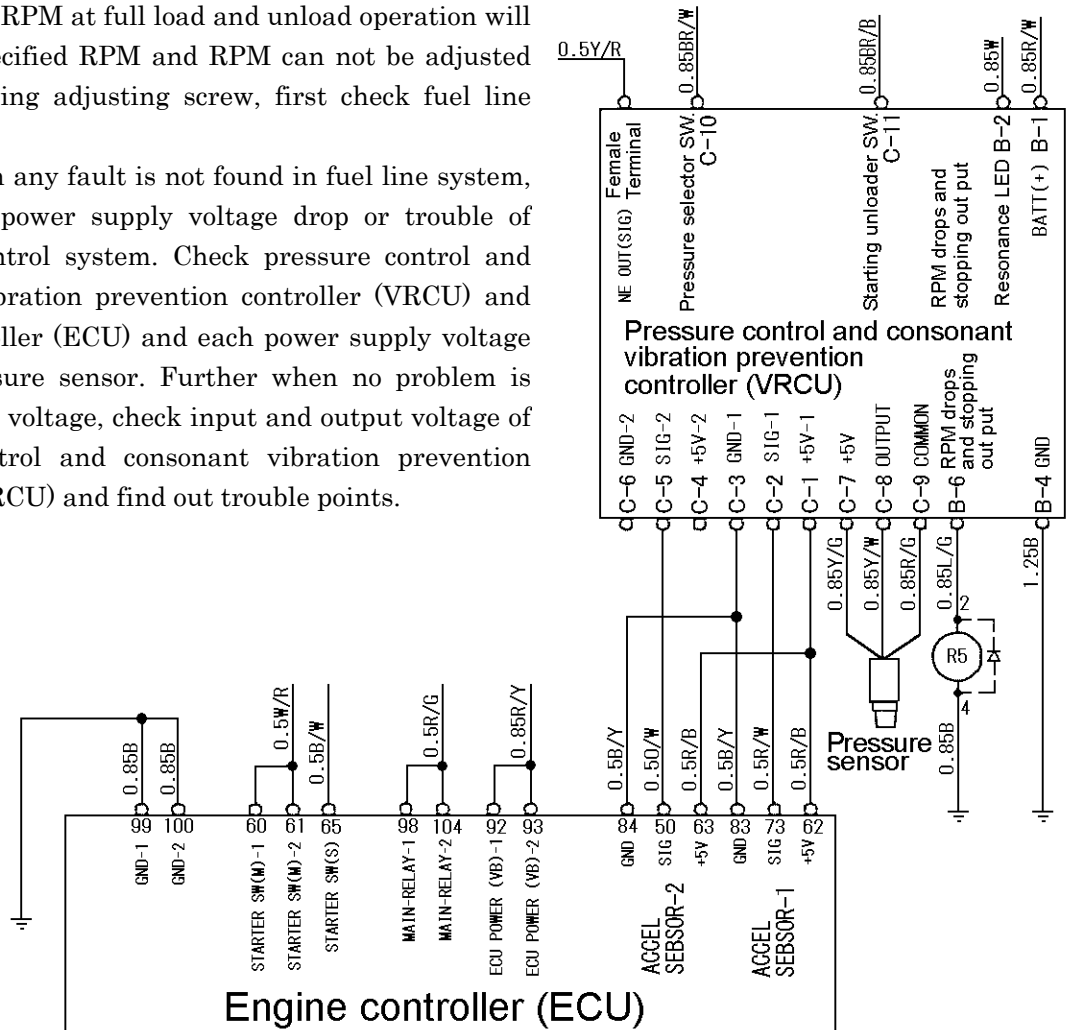 RPM at full load and unload operation will
ecified RPM and RPM can not be adjusted
ing adjusting screw, first check fuel line
n any fault is not found in fuel line system,
power supply voltage drop or trouble of
ntrol system. Check pressure control and
bration prevention controller (VRCU) and
ller (ECU) and each power supply voltage
sure sensor. Further when no problem is
voltage, check input and output voltage of
trol and consonant vibration prevention
RCU) and find out trouble points.
0.5Y/R
0.85BR/W
0.85BR/B
0.85W
0.85R/W
NE OUT(SIG)
Female
Terminal
Pressure selector SW.
C-10
Starting unloader SW.
C-11
RPM drops and
stopping out put
Resonance LED B-2
BATT(+) B-1
Pressure control and consonant
vibration prevention
controller (VRCU)
C-6 GND-2
C-5 SIG-2
C-4 +5V-2
C-3 GND-1
C-2 SIG-1
C-1 +5V-1
C-7 +5V
C-8 OUTPUT
C-9 COMMON
B-6 RPM drops
and stopping
out put
B-4 GND
0.85Y/G
0.85Y/W
0.85R/G
0.85L/G
1.25B
2
R5
4
0.85B
Pressure
sensor
0.85B
0.85B
0.5W/R
0.5B/W
0.5R/G
0.85R/Y
0.5B/Y
0.5O/W
0.5R/B
0.5B/Y
0.5R/W
0.5R/B
99
100
60
61
65
98
104
92
93
84
50
63
83
73
62
GND-1
GND-2
STARTER SW(M)-1
STARTER SW(M)-2
STARTER SW(S)
MAIN-RELAY-1
MAIN-RELAY-2
ECU POWER (VB)-1
ECU POWER (VB)-2
GND
SIG
+5V
GND
SIG
+5V
ACCEL
SEBSOR-2
ACCEL
SEBSOR-1
Engine controller (ECU)